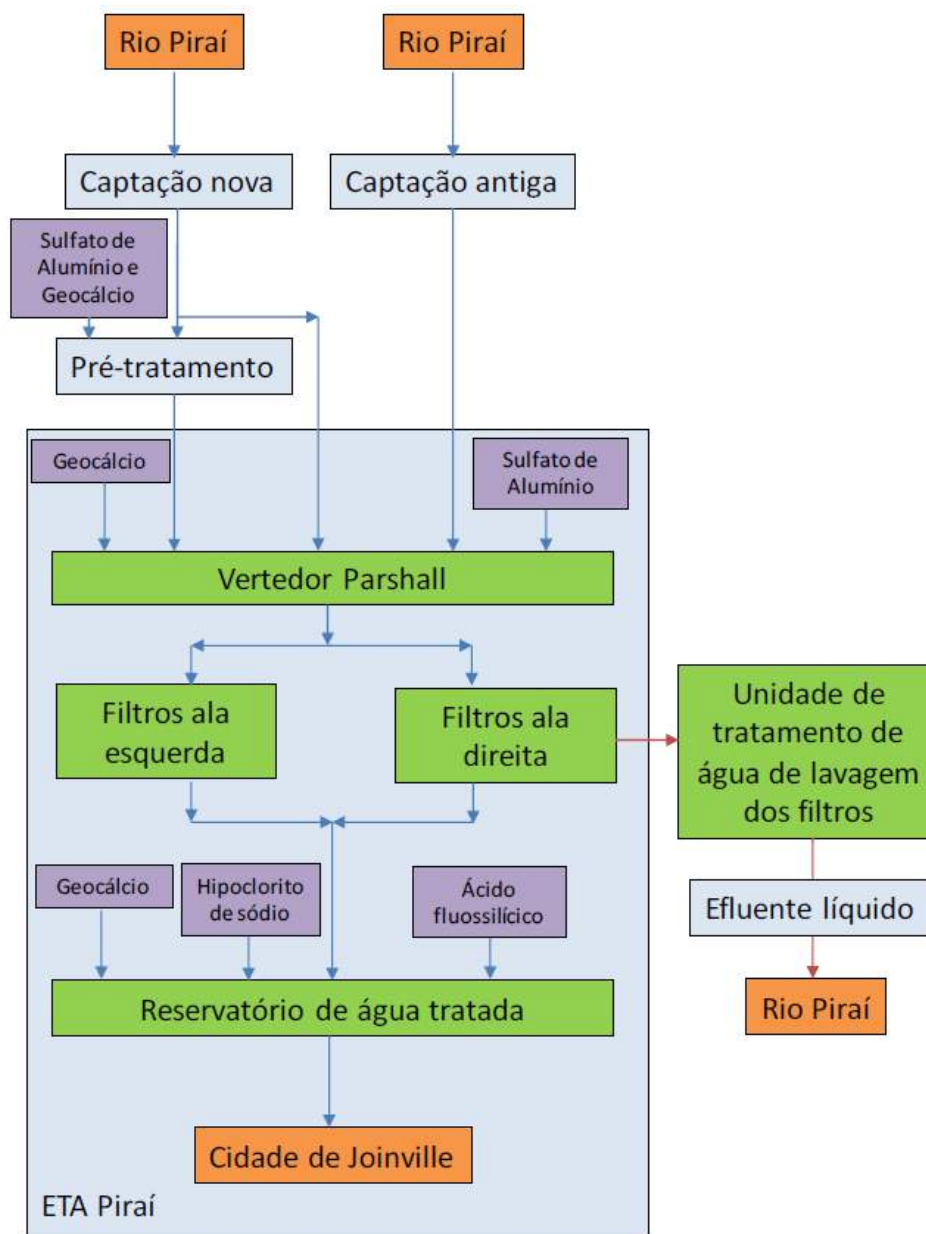 Rio Piraí
Rio Piraí
Captação nova
Captação antiga
Sulfato de
Alumínio e
Geocálcio
Pré-tratamento
Geocálcio
Sulfato de
Alumínio
Vertedor Parshall
Filtros ala
esquerda
Filtros ala
direita
Unidade de
tratamento de
água de lavagem
dos filtros
Geocálcio
Hipoclorito
de sódio
Ácido
fluossilícico
Efluente líquido
Reservatório de água tratada
Rio Piraí
Cidade de Joinville
ETA Piraí